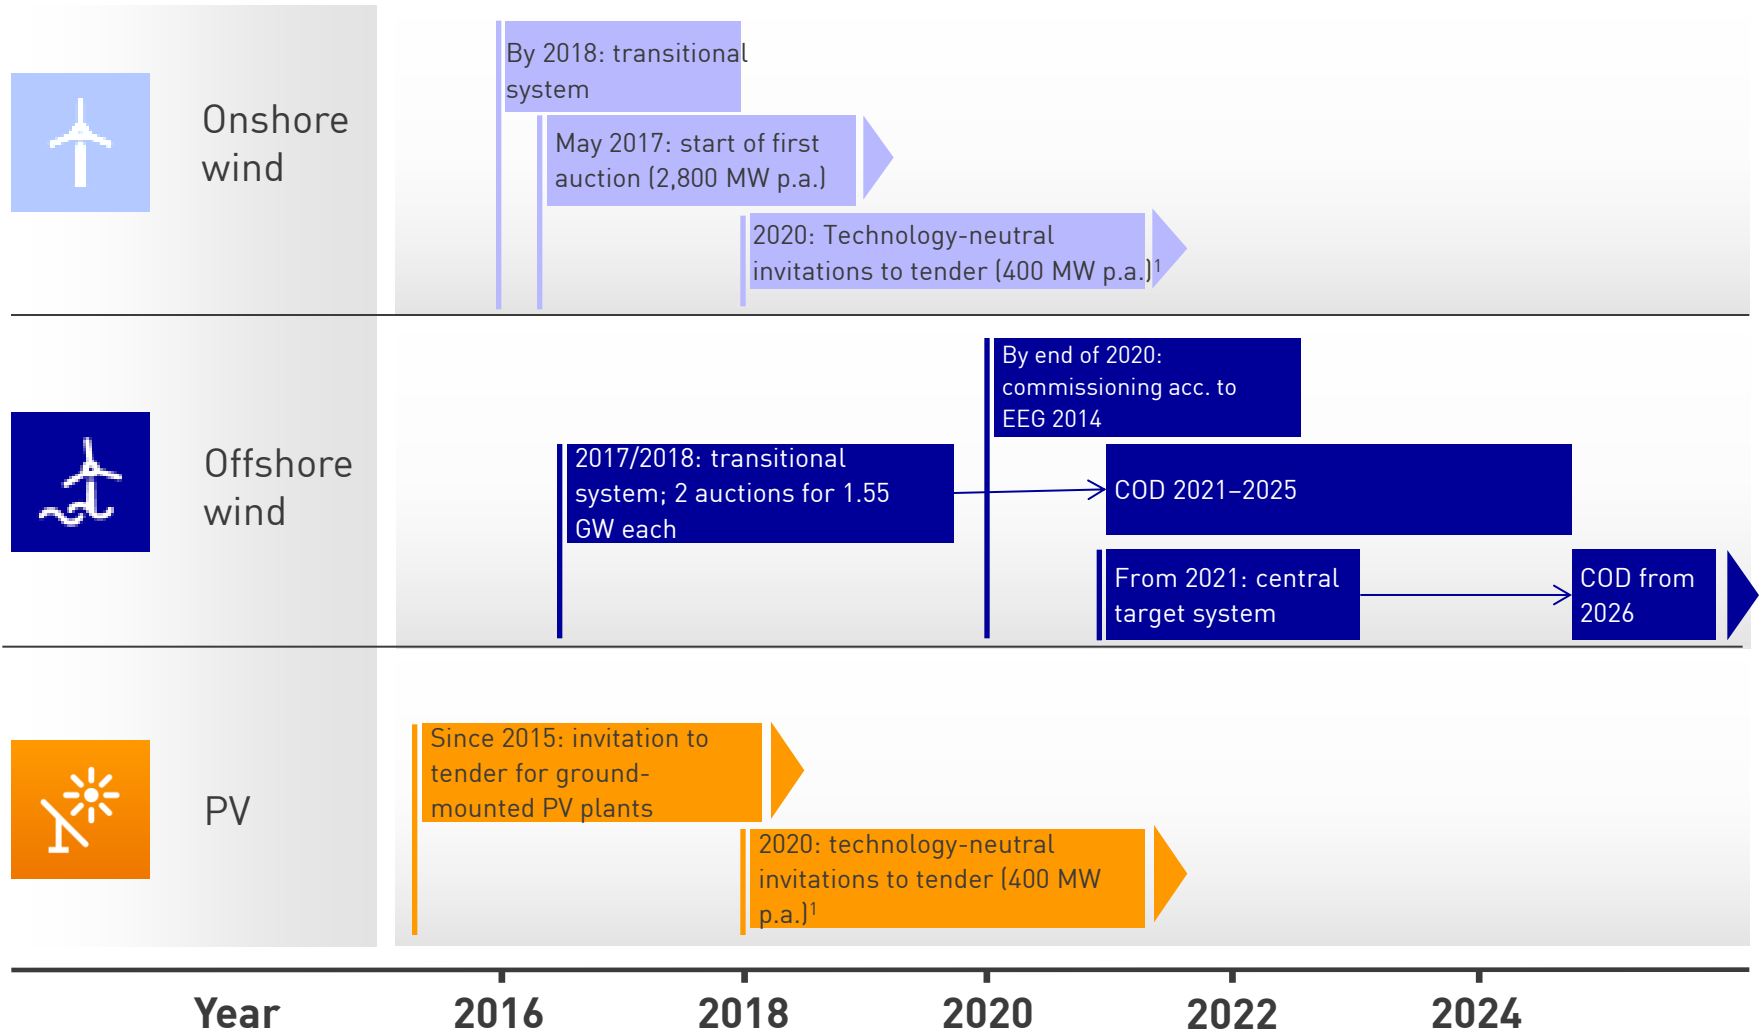 Onshore
wind
By 2018: transitional
system
May 2017: start of first
auction (2,800 MW p.a.)
2020: Technology-neutral
invitations to tender (400 MW p.a.)¹
Offshore
wind
By end of 2020:
commissioning acc. to
EEG 2014
2017/2018: transitional
system; 2 auctions for 1.55
GW each
COD 2021–2025
From 2021: central
target system
COD from
2026
PV
Since 2015: invitation to
tender for ground-
mounted PV plants
2020: technology-neutral
invitations to tender (400 MW
p.a.)¹
Year 2016 2018 2020 2022 2024